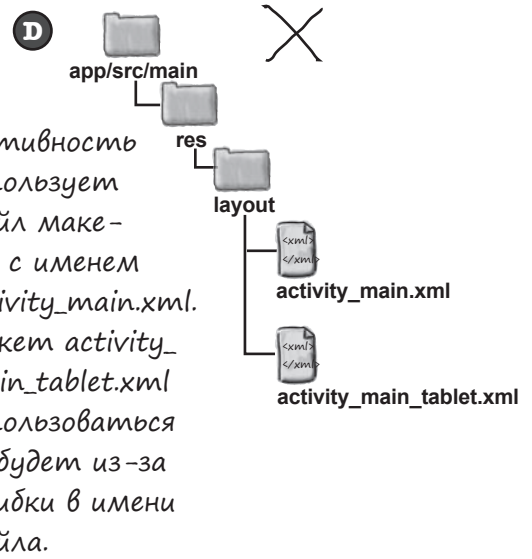 D
app/src/main
res
layout
<xml>
</xml>
activity_main.xml
<xml>
</xml>
activity_main_tablet.xml
тивность
ользует
йл маке-
с именем
ivity_main.xml.
кет activity_
in_tablet.xml
ользоваться
будет из-за
ибки в имени
йла.